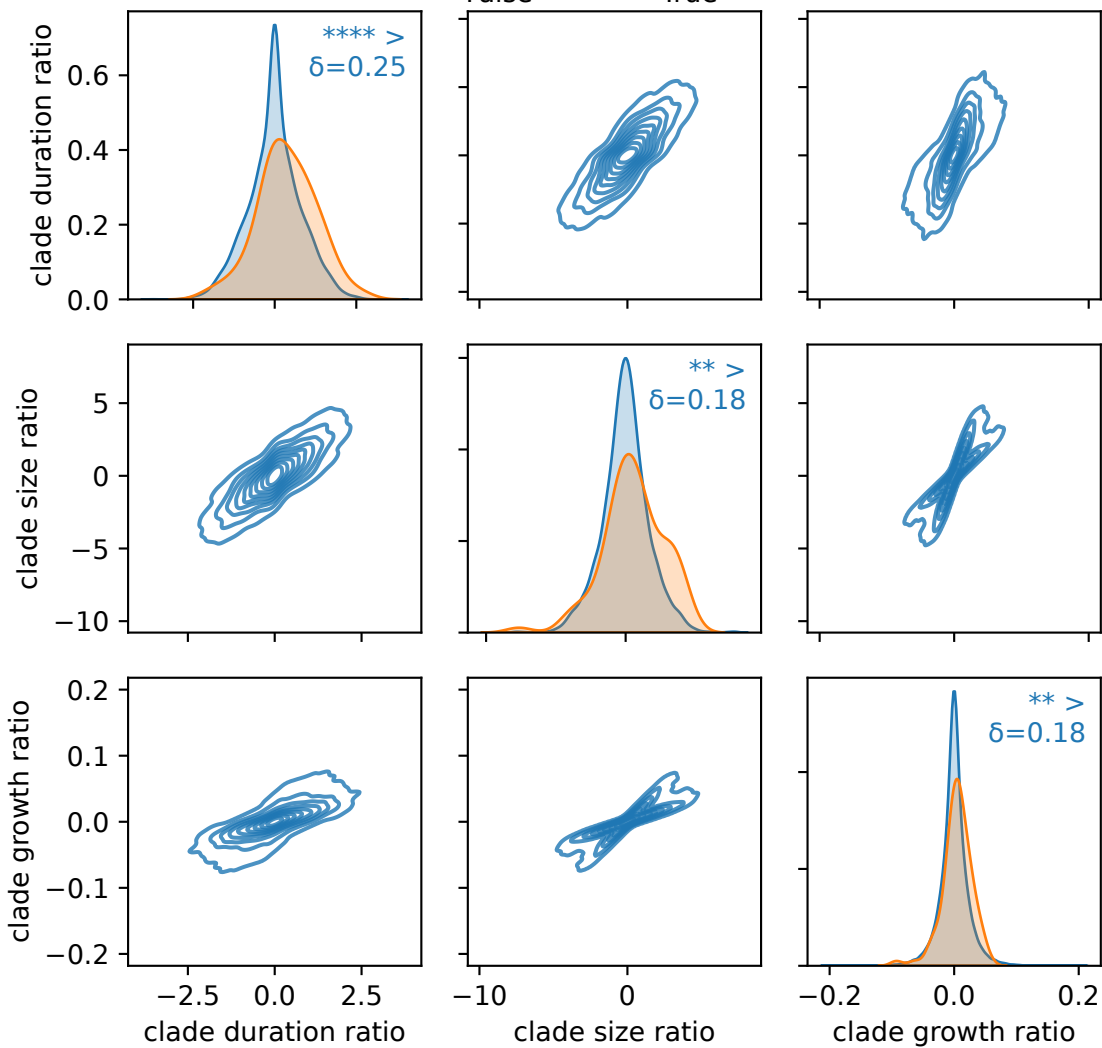 True
clade duration ratio
0.6
0.4
0.2
0.0
**** >
δ=0.25
clade size ratio
5
0
−5
−10
** >
δ=0.18
clade growth ratio
0.2
0.1
0.0
−0.1
−0.2
** >
δ=0.18
−2.5 0.0 2.5
−10 0
−0.2 0.0 0.2
clade duration ratio
clade size ratio
clade growth ratio